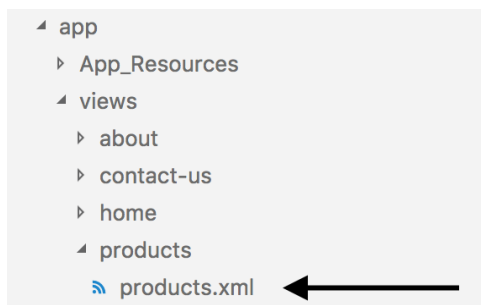 app
App_Resources
views
about
contact-us
home
products
products.xml